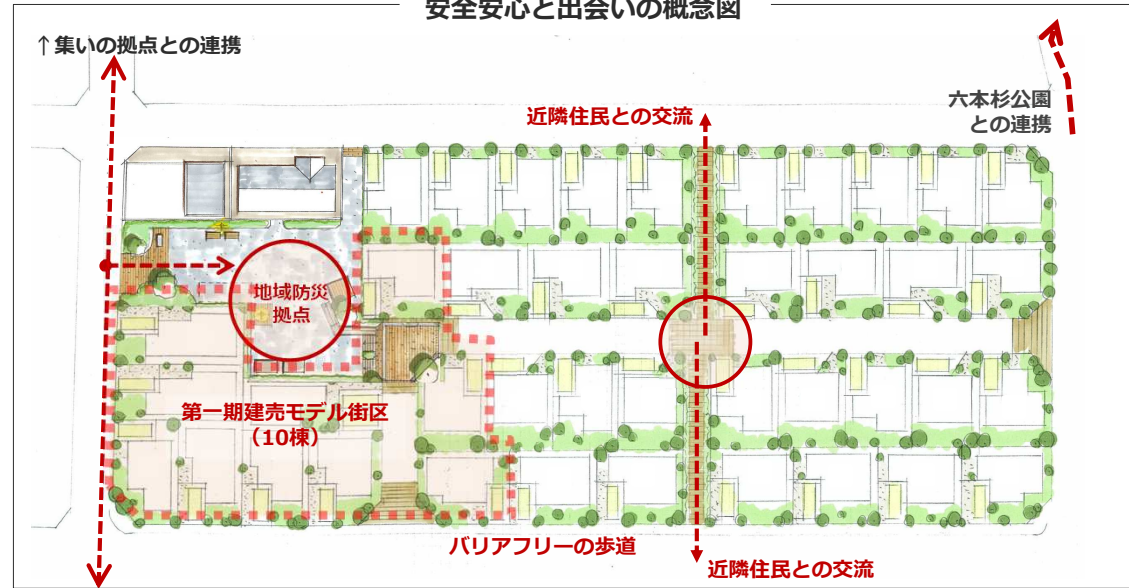 安全安心と出会いの概念図
↑集いの拠点との連携
六本杉公園
との連携
近隣住民との交流
地域防災
拠点
第一期建売モデル街区
（10棟）
バリアフリーの歩道
近隣住民との交流